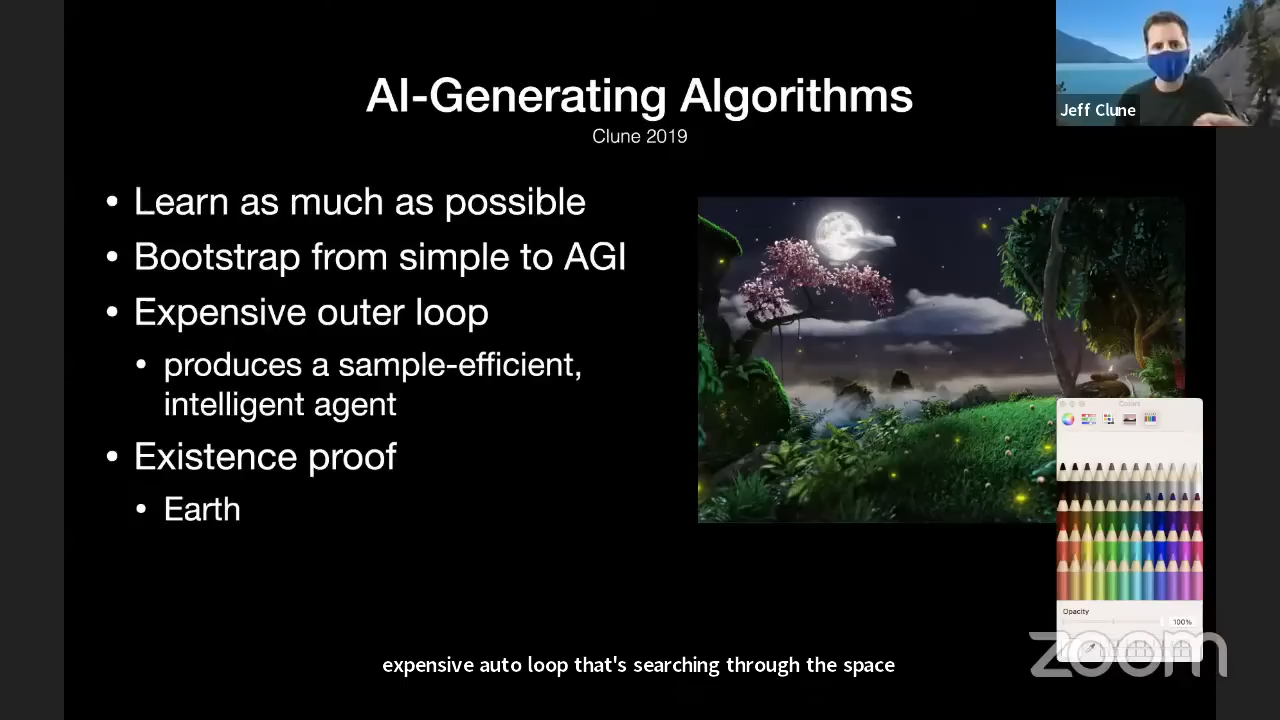 AI-Generating Algorithms
Clune 2019
Jeff Clune
• Learn as much as possible
• Bootstrap from simple to AGI
• Expensive outer loop
• produces a sample-efficient,
intelligent agent
• Existence proof
• Earth
Colors
Opacity
100%
zoom
expensive auto loop that's searching through the space